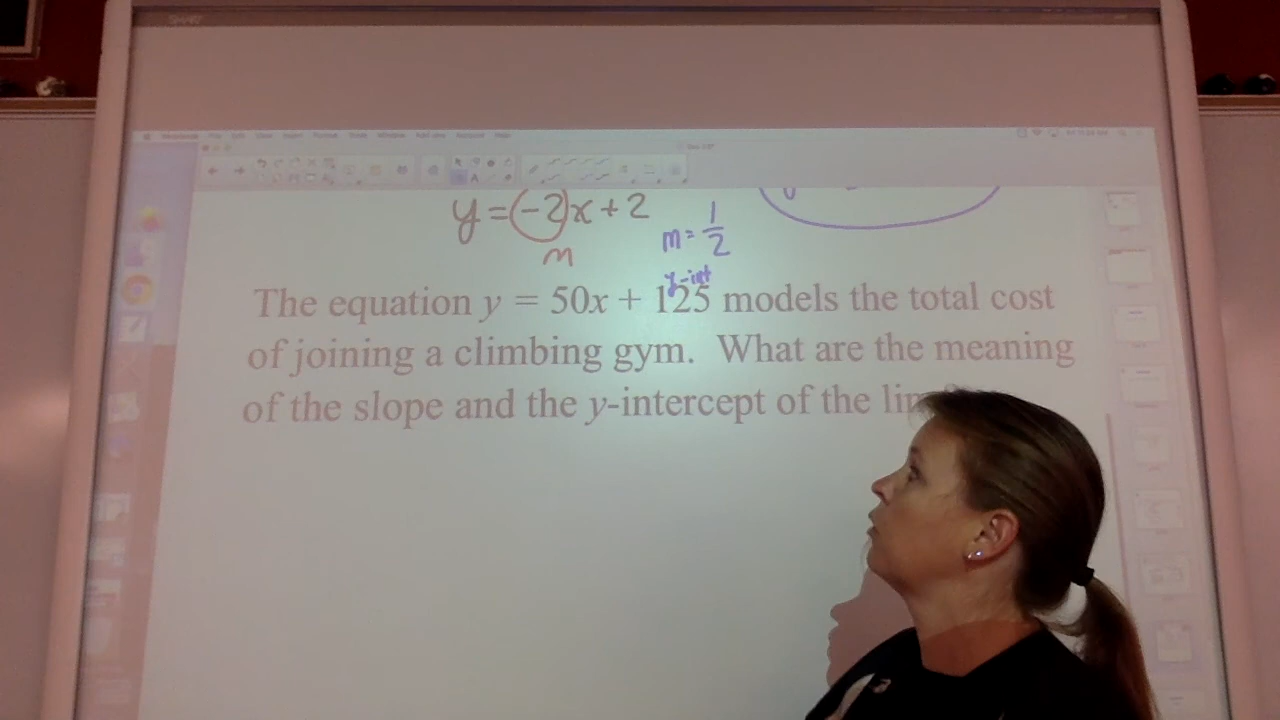 SMART
y = (-2)x + 2
m
m = 1/2
y-int
The equation y = 50x + 125 models the total cost
of joining a climbing gym. What are the meaning
of the slope and the y-intercept of the